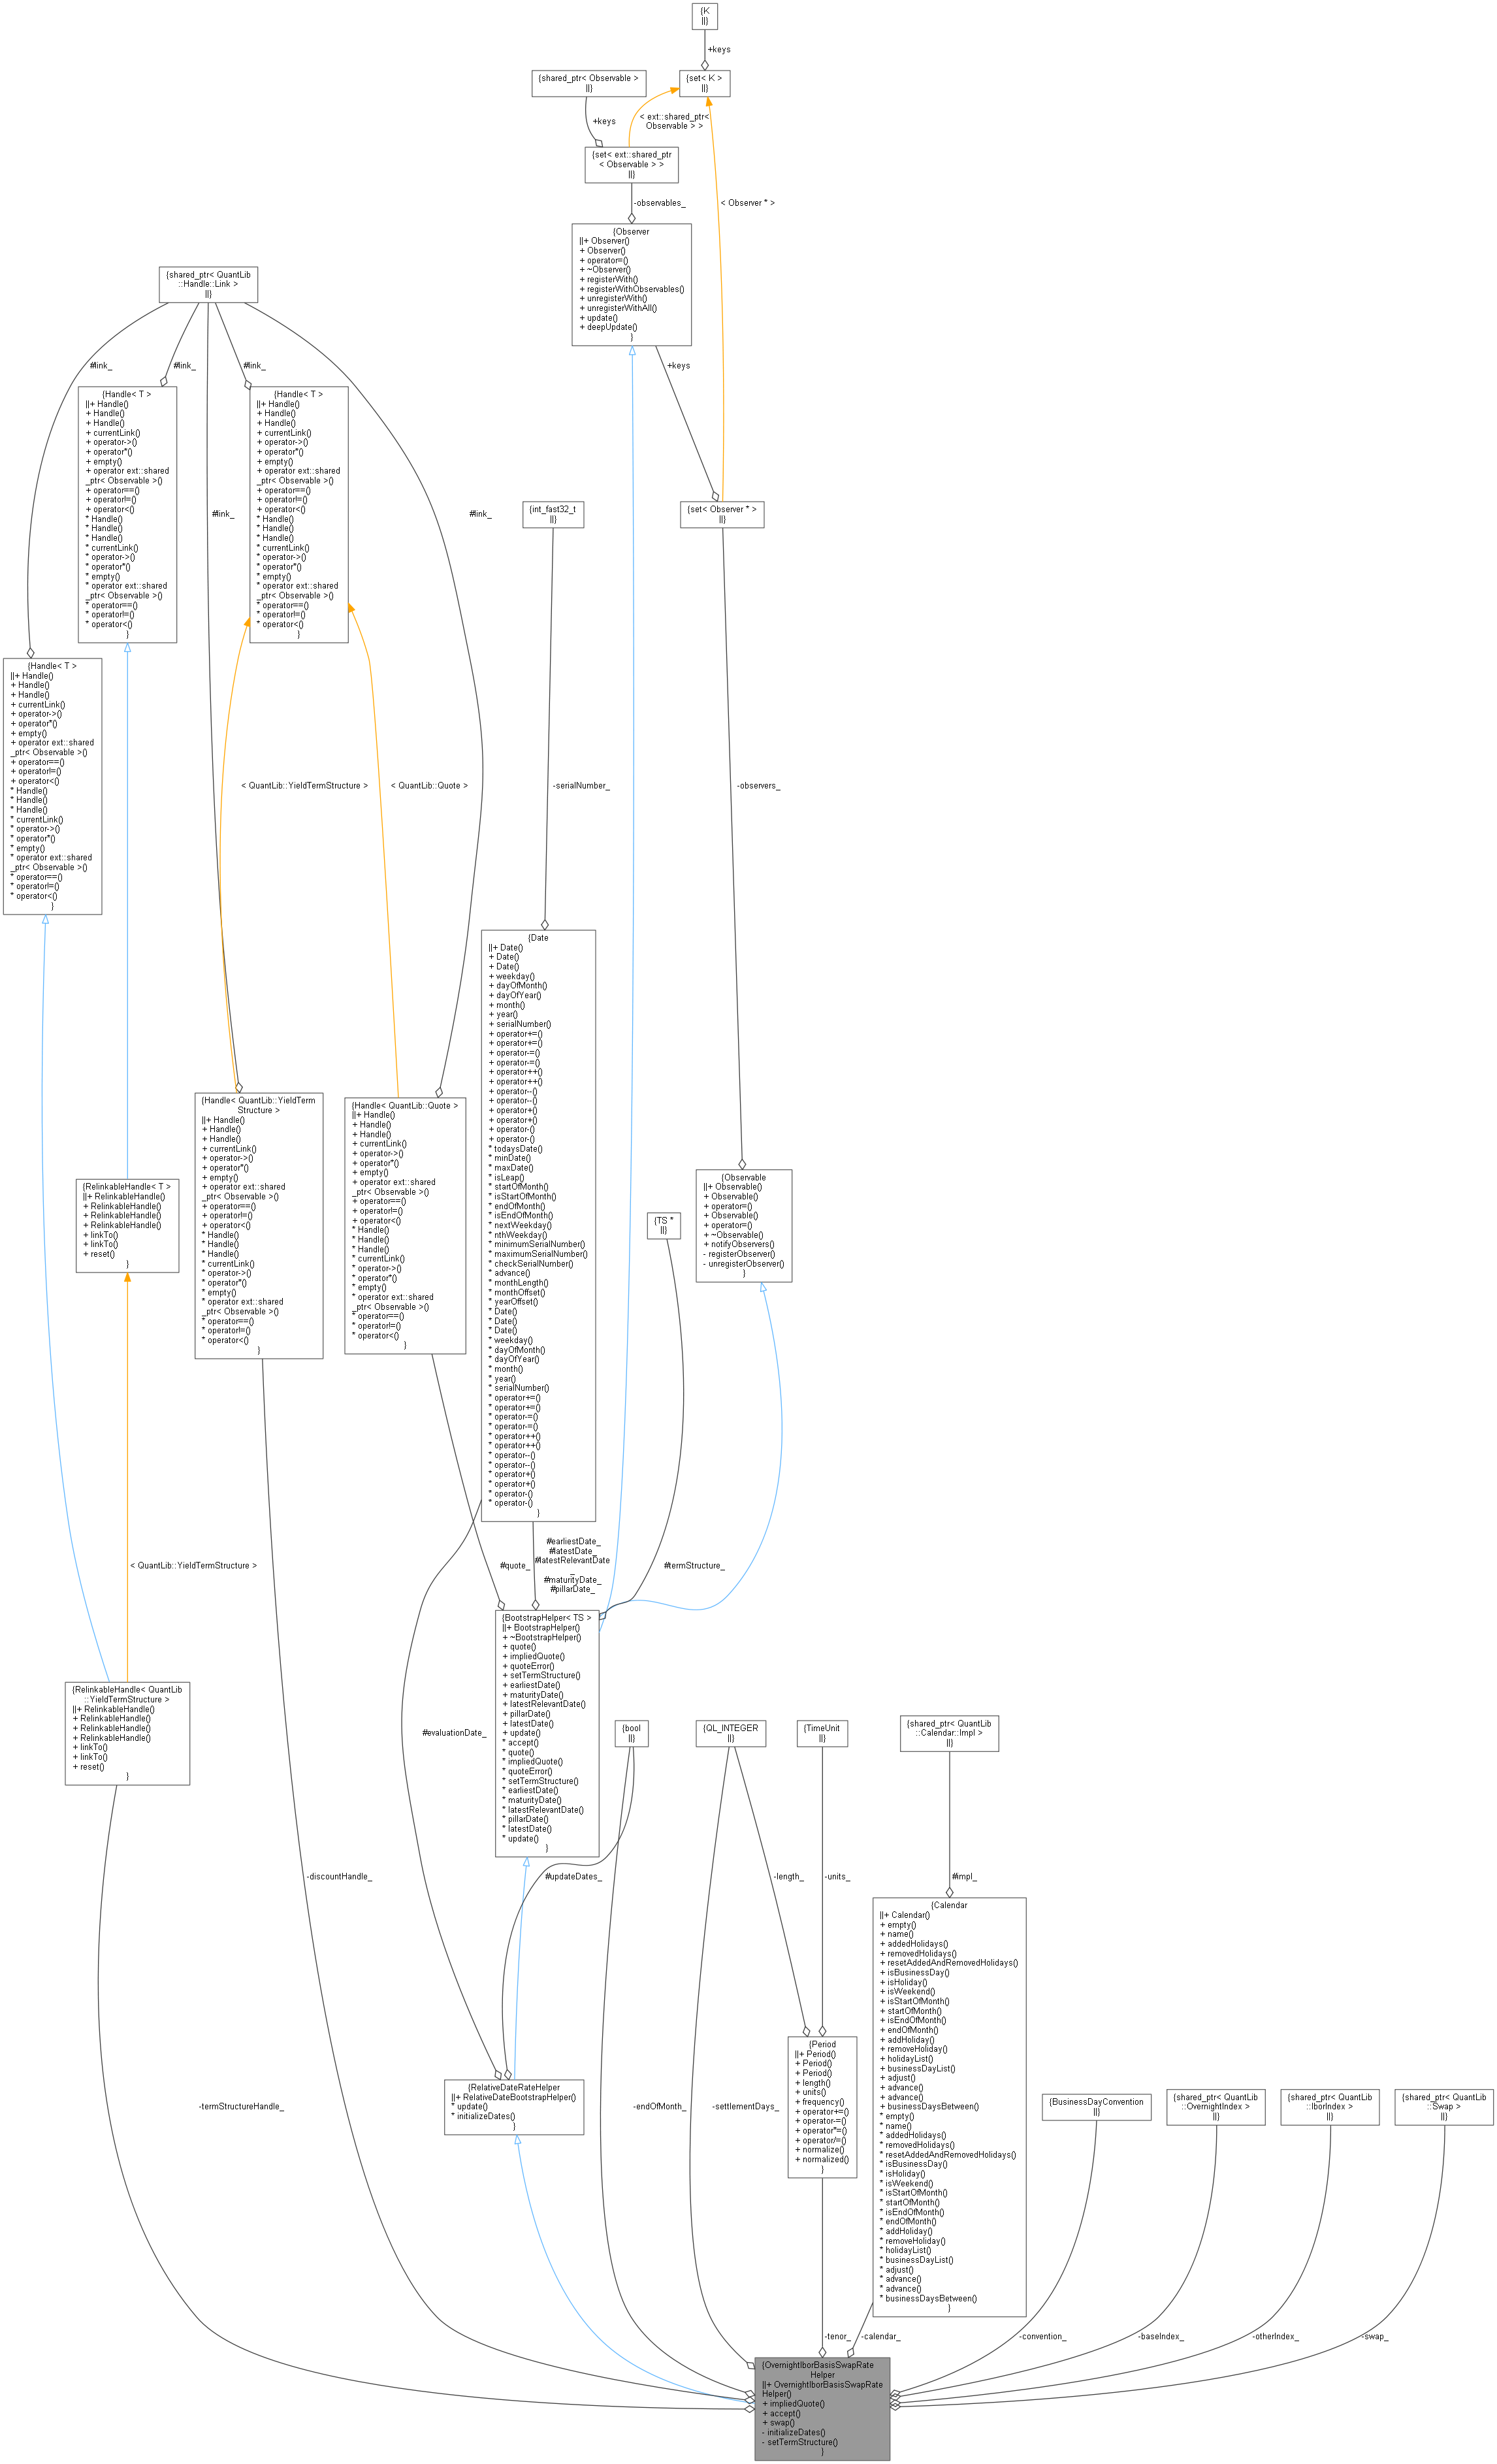 {K
||}
+keys
{shared_ptr< Observable >
||}
{set< K >
||}
+keys
< ext::shared_ptr<
Observable > >
{set< ext::shared_ptr
< Observable > >
||}
-observables_
< Observer * >
{Observer
||+ Observer()
+ Observer()
+ operator=()
+ ~Observer()
+ registerWith()
+ registerWithObservables()
+ unregisterWith()
+ unregisterWithAll()
+ update()
+ deepUpdate()
}
{shared_ptr< QuantLib
::Handle::Link >
||}
#link_
#link_
#link_
+keys
{Handle< T >
||+ Handle()
+ Handle()
+ Handle()
+ currentLink()
+ operator->()
+ operator*()
+ empty()
+ operator ext::shared
_ptr< Observable >()
+ operator==()
+ operator!=()
+ operator<()
* Handle()
* Handle()
* Handle()
* currentLink()
* operator->()
* operator*()
* empty()
* operator ext::shared
_ptr< Observable >()
* operator==()
* operator!=()
* operator<()
}
{Handle< T >
||+ Handle()
+ Handle()
+ Handle()
+ currentLink()
+ operator->()
+ operator*()
+ empty()
+ operator ext::shared
_ptr< Observable >()
+ operator==()
+ operator!=()
+ operator<()
* Handle()
* Handle()
* Handle()
* currentLink()
* operator->()
* operator*()
* empty()
* operator ext::shared
_ptr< Observable >()
* operator==()
* operator!=()
* operator<()
}
#link_
#link_
{int_fast32_t
||}
{set< Observer * >
||}
{Handle< T >
||+ Handle()
+ Handle()
+ Handle()
+ currentLink()
+ operator->()
+ operator*()
+ empty()
+ operator ext::shared
_ptr< Observable >()
+ operator==()
+ operator!=()
+ operator<()
* Handle()
* Handle()
* Handle()
* currentLink()
* operator->()
* operator*()
* empty()
* operator ext::shared
_ptr< Observable >()
* operator==()
* operator!=()
* operator<()
}
< QuantLib::YieldTermStructure >
< QuantLib::Quote >
-serialNumber_
-observers_
{Date
||+ Date()
+ Date()
+ Date()
+ weekday()
+ dayOfMonth()
+ dayOfYear()
+ month()
+ year()
+ serialNumber()
+ operator+=()
+ operator+=()
+ operator-=()
+ operator-=()
+ operator++()
+ operator++()
+ operator--()
+ operator--()
+ operator+()
+ operator+()
+ operator-()
+ operator-()
* todaysDate()
* minDate()
* maxDate()
* isLeap()
* startOfMonth()
* isStartOfMonth()
* endOfMonth()
* isEndOfMonth()
* nextWeekday()
* nthWeekday()
* minimumSerialNumber()
* maximumSerialNumber()
* checkSerialNumber()
* advance()
* monthLength()
* monthOffset()
* yearOffset()
* Date()
* Date()
* Date()
* weekday()
* dayOfMonth()
* dayOfYear()
* month()
* year()
* serialNumber()
* operator+=()
* operator+=()
* operator-=()
* operator-=()
* operator++()
* operator++()
* operator--()
* operator--()
* operator+()
* operator+()
* operator-()
* operator-()
}
{Handle< QuantLib::YieldTerm
Structure >
||+ Handle()
+ Handle()
+ Handle()
+ currentLink()
+ operator->()
+ operator*()
+ empty()
+ operator ext::shared
_ptr< Observable >()
+ operator==()
+ operator!=()
+ operator<()
* Handle()
* Handle()
* Handle()
* currentLink()
* operator->()
* operator*()
* empty()
* operator ext::shared
_ptr< Observable >()
* operator==()
* operator!=()
* operator<()
}
{Handle< QuantLib::Quote >
||+ Handle()
+ Handle()
+ Handle()
+ currentLink()
+ operator->()
+ operator*()
+ empty()
+ operator ext::shared
_ptr< Observable >()
+ operator==()
+ operator!=()
+ operator<()
* Handle()
* Handle()
* Handle()
* currentLink()
* operator->()
* operator*()
* empty()
* operator ext::shared
_ptr< Observable >()
* operator==()
* operator!=()
* operator<()
}
{RelinkableHandle< T >
||+ RelinkableHandle()
+ RelinkableHandle()
+ RelinkableHandle()
+ RelinkableHandle()
+ linkTo()
+ linkTo()
+ reset()
}
{TS *
||}
{Observable
||+ Observable()
+ Observable()
+ operator=()
+ Observable()
+ operator=()
+ ~Observable()
+ notifyObservers()
- registerObserver()
- unregisterObserver()
}
< QuantLib::YieldTermStructure >
#quote_
#earliestDate_
#latestDate_
#latestRelevantDate
_
#maturityDate_
#pillarDate_
#termStructure_
{BootstrapHelper< TS >
||+ BootstrapHelper()
+ ~BootstrapHelper()
+ quote()
+ impliedQuote()
+ quoteError()
+ setTermStructure()
+ earliestDate()
+ maturityDate()
+ latestRelevantDate()
+ pillarDate()
+ latestDate()
+ update()
* accept()
* quote()
* impliedQuote()
* quoteError()
* setTermStructure()
* earliestDate()
* maturityDate()
* latestRelevantDate()
* pillarDate()
* latestDate()
* update()
}
{RelinkableHandle< QuantLib
::YieldTermStructure >
||+ RelinkableHandle()
+ RelinkableHandle()
+ RelinkableHandle()
+ RelinkableHandle()
+ linkTo()
+ linkTo()
+ reset()
}
#evaluationDate_
{bool
||}
{QL_INTEGER
||}
{TimeUnit
||}
{shared_ptr< QuantLib
::Calendar::Impl >
||}
-discountHandle_
#updateDates_
-length_
-units_
#impl_
{Calendar
||+ Calendar()
+ empty()
+ name()
+ addedHolidays()
+ removedHolidays()
+ resetAddedAndRemovedHolidays()
+ isBusinessDay()
+ isHoliday()
+ isWeekend()
+ isStartOfMonth()
+ startOfMonth()
+ isEndOfMonth()
+ endOfMonth()
+ addHoliday()
+ removeHoliday()
+ holidayList()
+ businessDayList()
+ adjust()
+ advance()
+ advance()
+ businessDaysBetween()
* empty()
* name()
* addedHolidays()
* removedHolidays()
* resetAddedAndRemovedHolidays()
* isBusinessDay()
* isHoliday()
* isWeekend()
* isStartOfMonth()
* startOfMonth()
* isEndOfMonth()
* endOfMonth()
* addHoliday()
* removeHoliday()
* holidayList()
* businessDayList()
* adjust()
* advance()
* advance()
* businessDaysBetween()
}
{Period
||+ Period()
+ Period()
+ Period()
+ length()
+ units()
+ frequency()
+ operator+=()
+ operator-=()
+ operator*=()
+ operator/=()
+ normalize()
+ normalized()
}
{RelativeDateRateHelper
||+ RelativeDateBootstrapHelper()
* update()
* initializeDates()
}
{BusinessDayConvention
||}
{shared_ptr< QuantLib
::OvernightIndex >
||}
{shared_ptr< QuantLib
::IborIndex >
||}
{shared_ptr< QuantLib
::Swap >
||}
-termStructureHandle_
-endOfMonth_
-settlementDays_
-tenor_
-calendar_
-convention_
-baseIndex_
-otherIndex_
-swap_
{OvernightIborBasisSwapRate
Helper
||+ OvernightIborBasisSwapRate
Helper()
+ impliedQuote()
+ accept()
+ swap()
- initializeDates()
- setTermStructure()
}